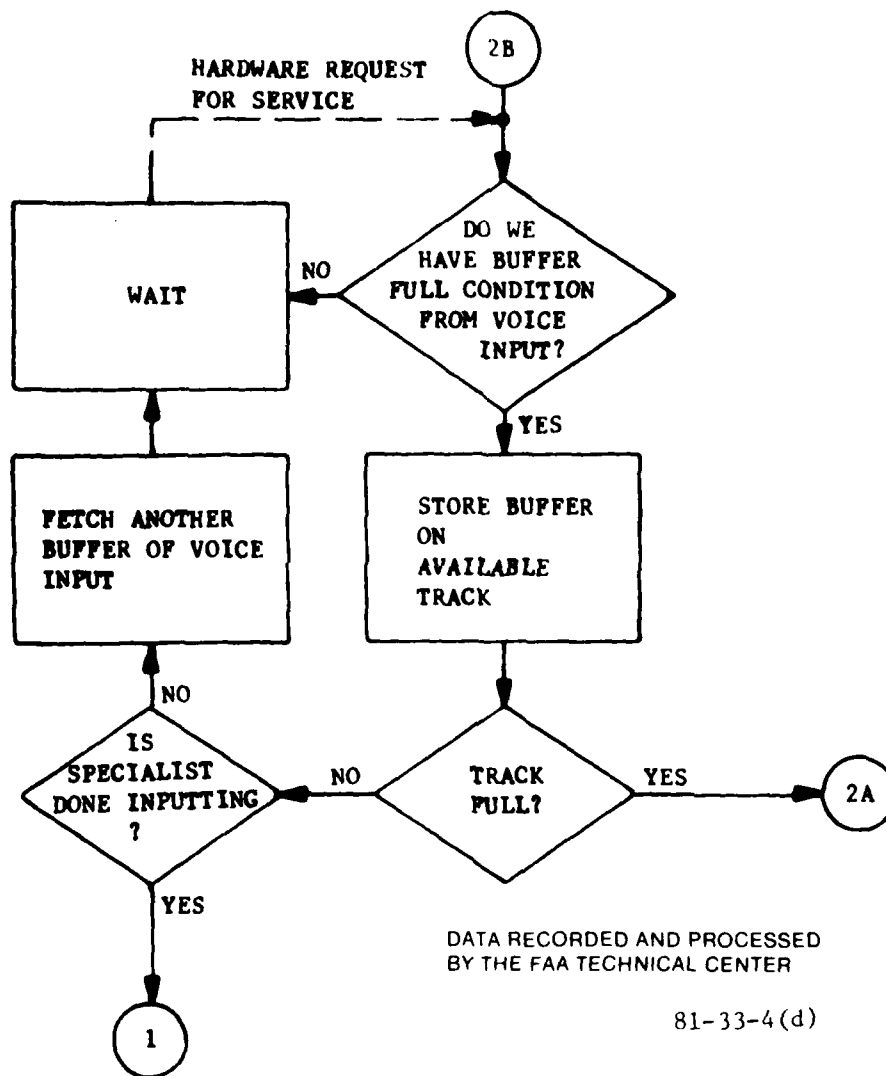 2B
HARDWARE REQUEST
FOR SERVICE
DO WE
HAVE BUFFER
FULL CONDITION
FROM VOICE
INPUT?
NO
WAIT
YES
STORE BUFFER
ON
AVAILABLE
TRACK
FETCH ANOTHER
BUFFER OF VOICE
INPUT
NO
IS
SPECIALIST
DONE INPUTTING
?
NO
TRACK
FULL?
YES
2A
YES
1
DATA RECORDED AND PROCESSED
BY THE FAA TECHNICAL CENTER
81-33-4(d)